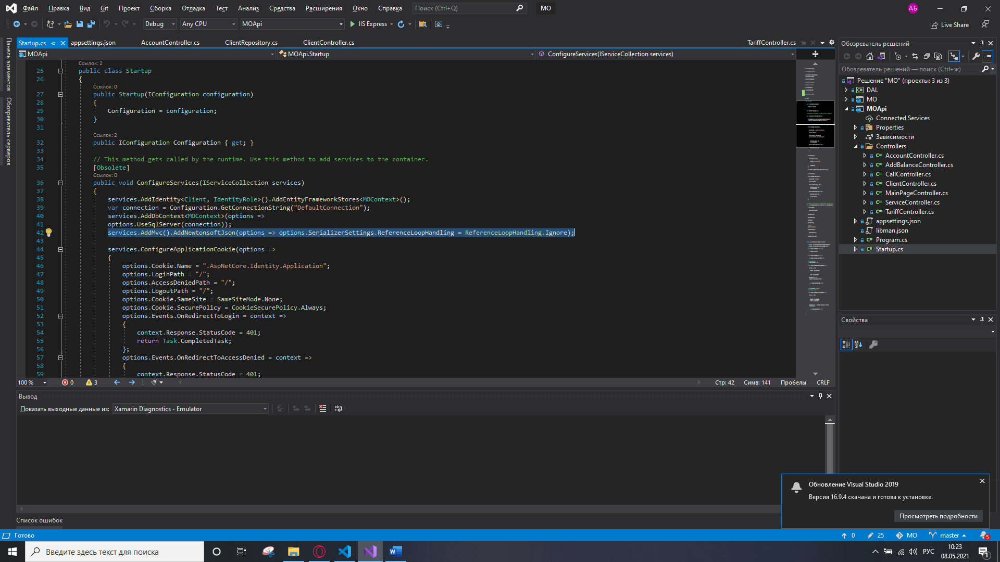 Файл Правка Вид Git Проект Сборка Отладка Тест Анализ Средства Расширения Окно Справка Поиск (Ctrl+Q) MO АБ
Debug Any CPU MOApi IIS Express Live Share
Startup.cs appsettings.json AccountController.cs ClientRepository.cs ClientController.cs TariffController.cs
MOApi MOApi.Startup ConfigureServices(IServiceCollection services)
Панель элементов
Обозреватель серверов
Ссылок: 2
25 public class Startup
26 {
Ссылок: 0
27 public Startup(IConfiguration configuration)
28 {
29 Configuration = configuration;
30 }
31
Ссылок: 2
32 public IConfiguration Configuration { get; }
33
34 // This method gets called by the runtime. Use this method to add services to the container.
35 [Obsolete]
Ссылок: 0
36 public void ConfigureServices(IServiceCollection services)
37 {
38 services.AddIdentity<Client, IdentityRole>().AddEntityFrameworkStores<MOContext>();
39 var connection = Configuration.GetConnectionString("DefaultConnection");
40 services.AddDbContext<MOContext>(options =>
41 options.UseSqlServer(connection));
42 services.AddMvc().AddNewtonsoftJson(options => options.SerializerSettings.ReferenceLoopHandling = ReferenceLoopHandling.Ignore);
43
44 services.ConfigureApplicationCookie(options =>
45 {
46 options.Cookie.Name = ".AspNetCore.Identity.Application";
47 options.LoginPath = "/";
48 options.AccessDeniedPath = "/";
49 options.LogoutPath = "/";
50 options.Cookie.SameSite = SameSiteMode.None;
51 options.Cookie.SecurePolicy = CookieSecurePolicy.Always;
52 options.Events.OnRedirectToLogin = context =>
53 {
54 context.Response.StatusCode = 401;
55 return Task.CompletedTask;
56 };
57 options.Events.OnRedirectToAccessDenied = context =>
58 {
59 context.Response.StatusCode = 401;
100 % 0 3 Стр: 42 Симв: 141 Пробелы CRLF
Вывод
Показать выходные данные из: Xamarin Diagnostics - Emulator
Список ошибок
Обозреватель решений
Обозреватель решений — поиск (Ctrl+ж)
Решение "MO" (проекты: 3 из 3)
DAL
MO
MOApi
Connected Services
Properties
Зависимости
Controllers
AccountController.cs
AddBalanceController.cs
CallController.cs
ClientController.cs
MainPageController.cs
ServiceController.cs
TariffController.cs
appsettings.json
libman.json
Program.cs
Startup.cs
Свойства
Обновление Visual Studio 2019
Версия 16.9.4 скачана и готова к установке.
Просмотреть подробности
Готово 0 25 MO master 5
Введите здесь текст для поиска РУС 10:23
08.05.2021 1